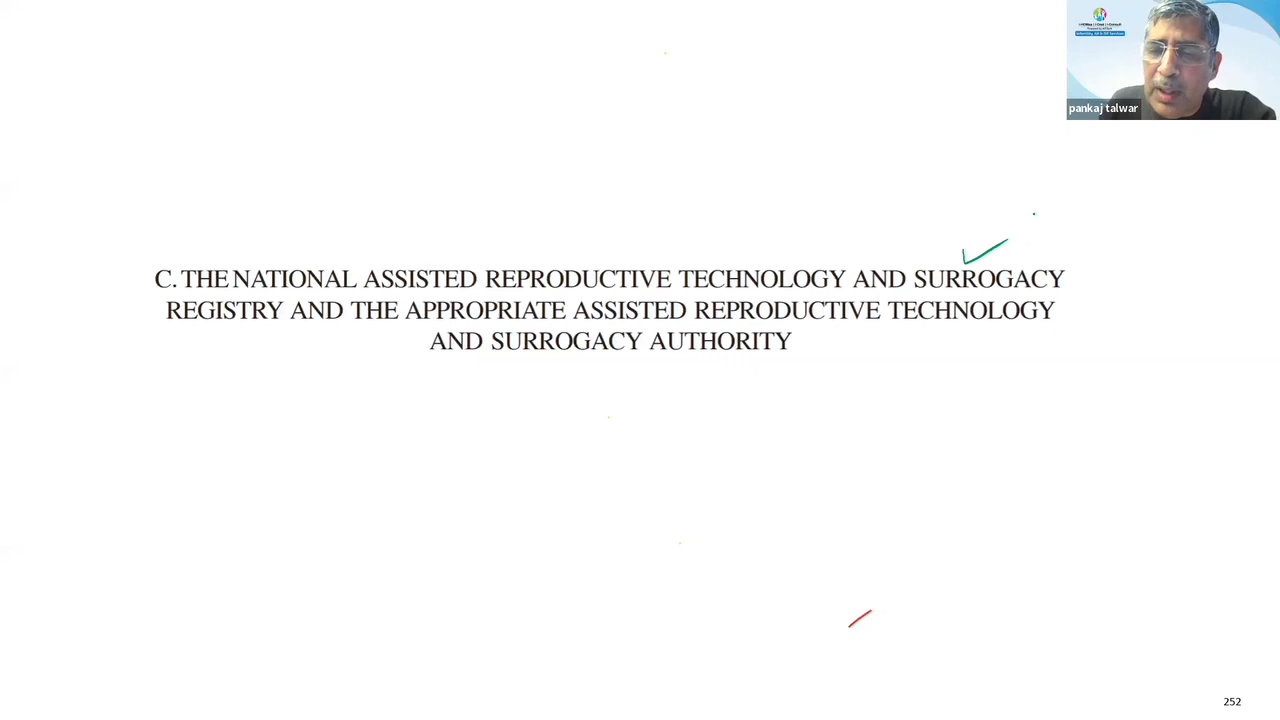 pankaj talwar
C. THE NATIONAL ASSISTED REPRODUCTIVE TECHNOLOGY AND SURROGACY
REGISTRY AND THE APPROPRIATE ASSISTED REPRODUCTIVE TECHNOLOGY
AND SURROGACY AUTHORITY
252